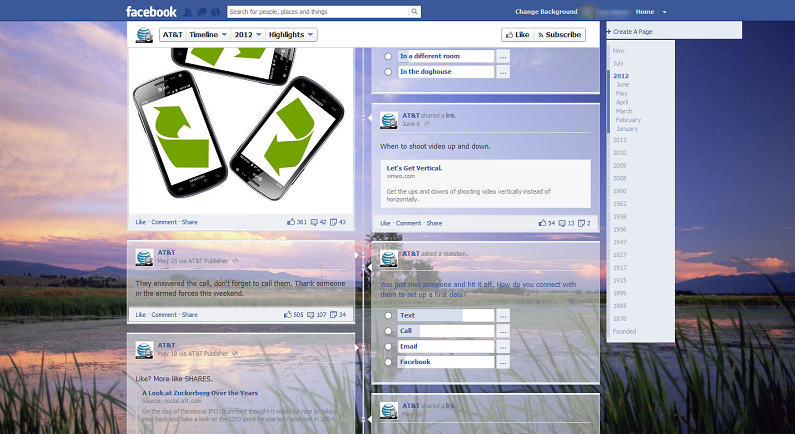 facebook
Search for people, places and things
Change Background
Home
AT&T
Timeline
2012
Highlights
Like
Subscribe
Create A Page
Now
July
2012
June
May
April
March
February
January
2011
2010
2009
2008
1980
1962
1958
1956
1947
1927
1917
1915
1899
1885
1878
Founded
SAMSUNG
Like · Comment · Share
361 42 43
AT&T
May 25 via AT&T Publisher
They answered the call, don't forget to call them. Thank someone
in the armed forces this weekend.
Like · Comment · Share
505 107 34
AT&T
May 18 via AT&T Publisher
Like? More like SHARES.
A Look at Zuckerberg Over the Years
Source: social.att.com
On the day of Facebook IPO, Buzzfeed thought it would be nice to take a
step back and take a look at the CEO since he started Facebook in 2004.
In a different room
...
In the doghouse
...
AT&T shared a link.
June 6
When to shoot video up and down.
Let's Get Vertical.
vimeo.com
Get the ups and downs of shooting video vertically instead of
horizontally.
Like · Comment · Share
54 13 2
AT&T asked a question.
You just met someone and hit it off. How do you connect with
them to set up a first data?
Text
...
Call
...
Email
...
Facebook
...
AT&T shared a link.